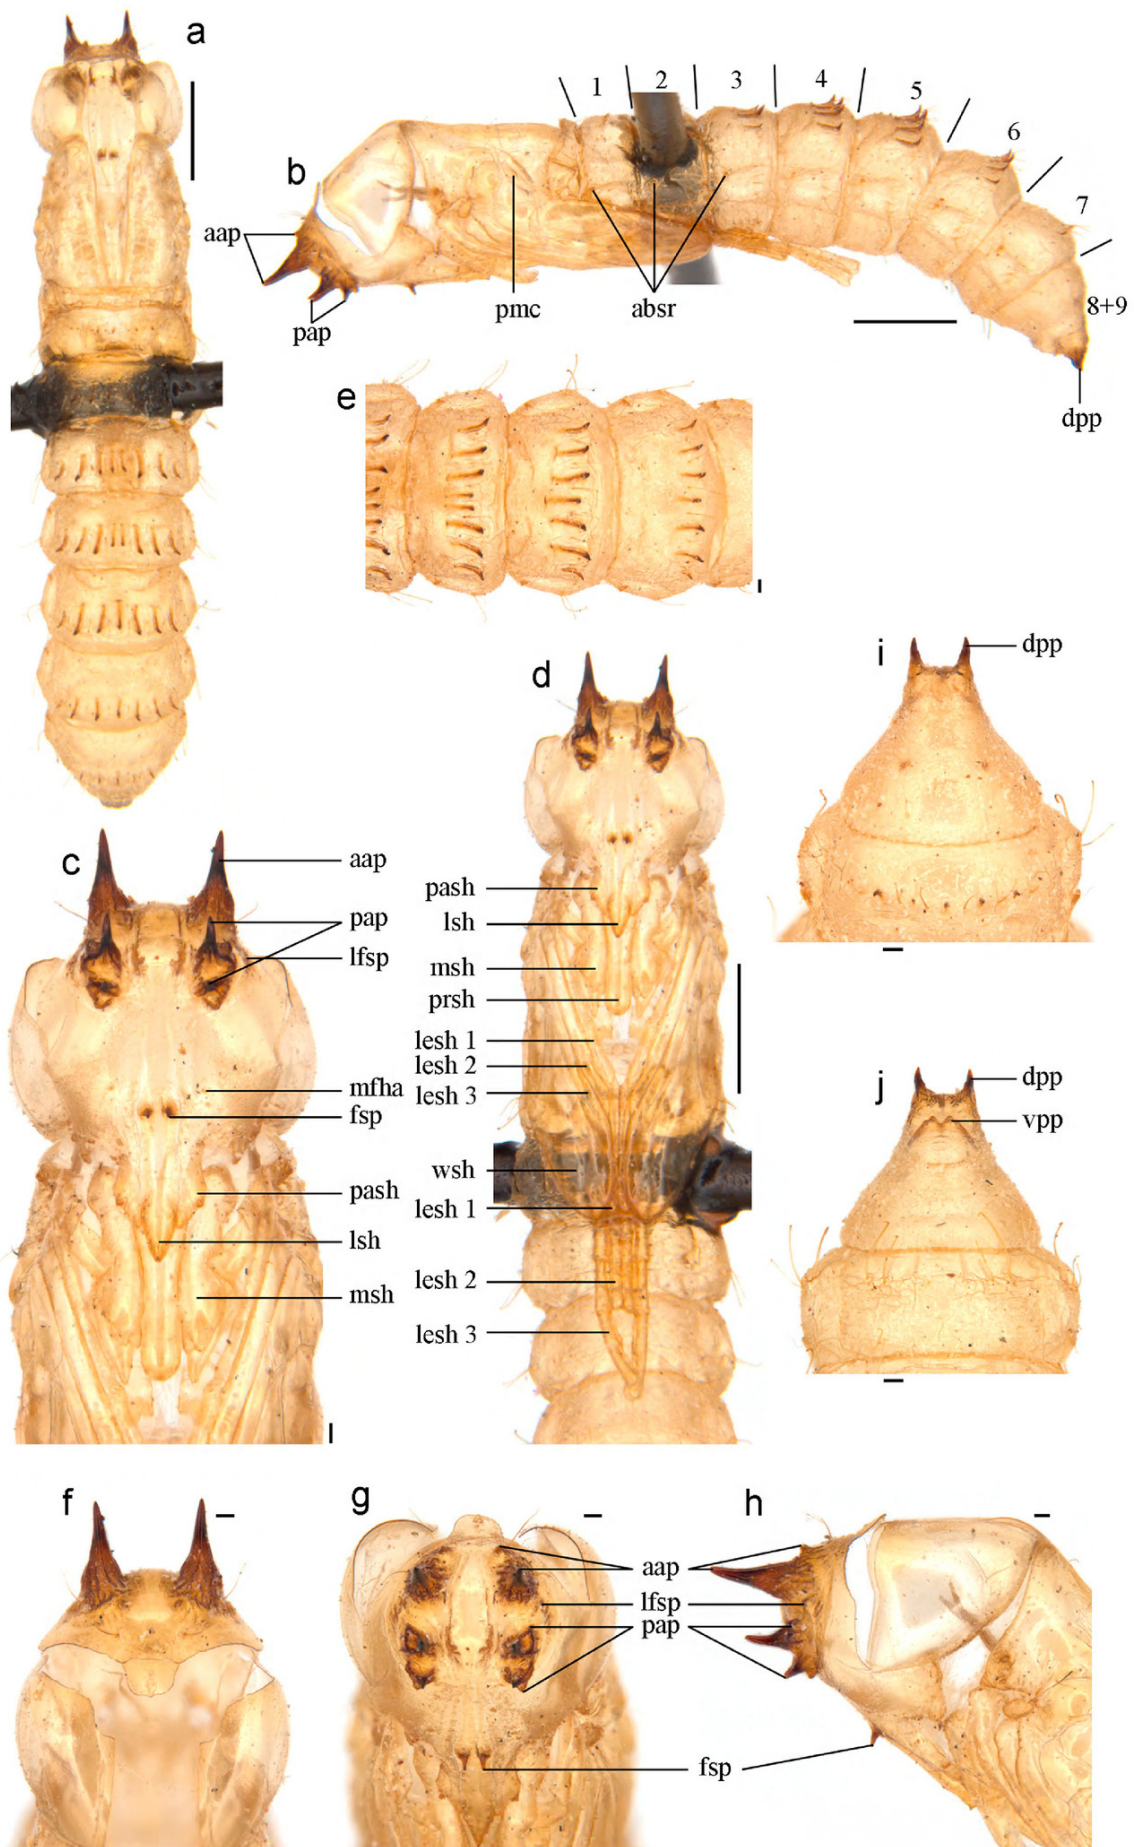 a
b
1 2 3 4 5 6 7 8+9
aap
pap
pmc
absr
dpp
e
d
i
dpp
c
aap
pap
lfsp
mfha
fsp
pash
lsh
msh
pash
lsh
msh
prsh
lesh 1
lesh 2
lesh 3
wsh
lesh 1
lesh 2
lesh 3
j
dpp
vpp
f
g
h
aap
lfsp
pap
fsp